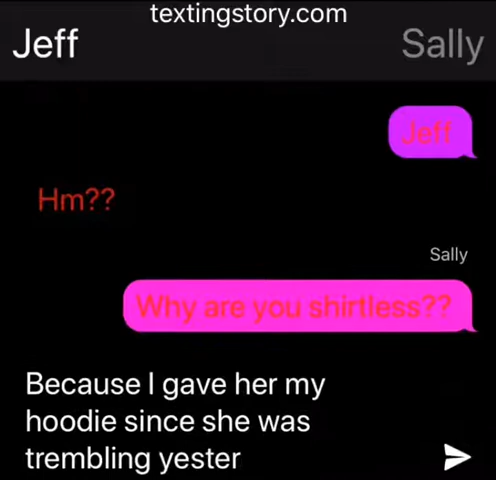 textingstory.com
Jeff
Sally
Jeff
Hm??
Sally
Why are you shirtless??
Because I gave her my
hoodie since she was
trembling yester